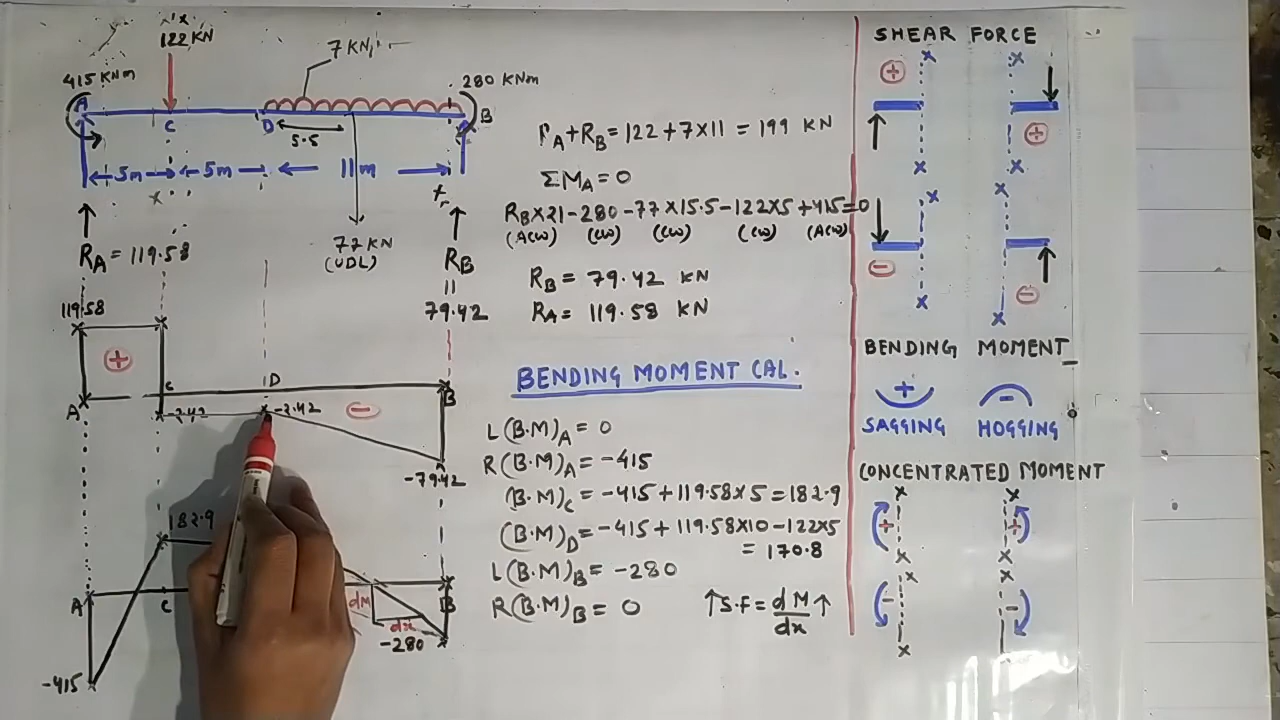 122 KN
7 KN/
415 KNm
280 KNm
A
B
C
D
5.5
5m
5m
11m
77 KN
(UDL)
RA = 119.58
RB
=
79.42
119.58
+
A
C
D
B
-2.42
-2.42
-
-79.42
182.9
A
C
B
dM
dx
-280
-415
RA+RB=122+7×11=199 KN
ΣMA=0
RB×21-280-77×15.5-122×5+415=0
(ACW) (CW) (CW) (CW) (ACW)
RB= 79.42 KN
RA= 119.58 KN
BENDING MOMENT CAL.
L(B.M)A=0
R(B.M)A=-415
(B.M)C=-415+119.58×5=182.9
(B.M)D=-415+119.58×10-122×5
=170.8
L(B.M)B=-280
R(B.M)B=0
↑S.F=dM/dx↑
SHEAR FORCE
+
+
-
-
BENDING MOMENT
+ -
SAGGING HOGGING
CONCENTRATED MOMENT
+ +
- -